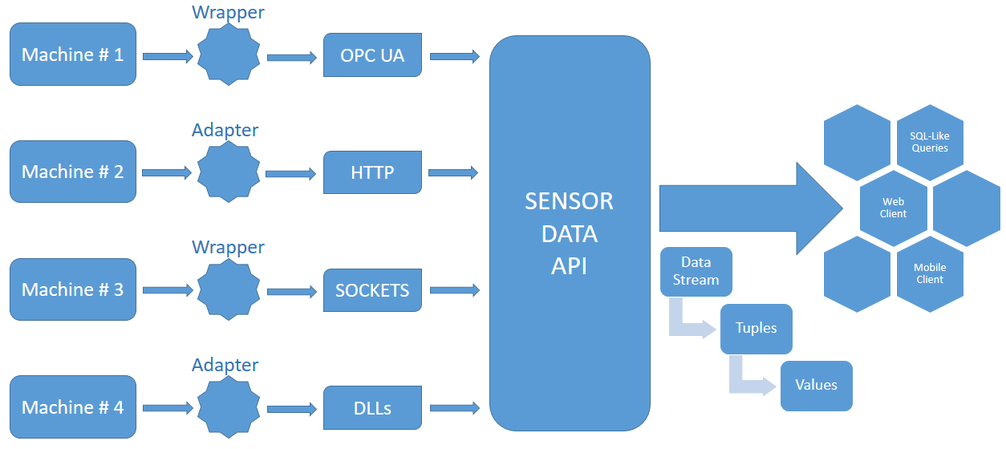 Wrapper
Machine # 1
OPC UA
Adapter
Machine # 2
HTTP
Wrapper
Machine # 3
SOCKETS
Adapter
Machine # 4
DLLs
SENSOR
DATA
API
Data
Stream
Tuples
Values
SQL-Like
Queries
Web
Client
Mobile
Client